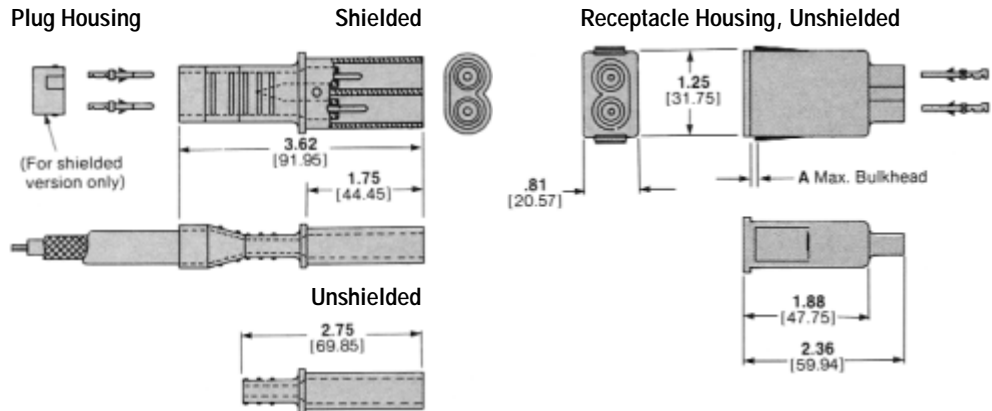 Plug Housing
Shielded
Receptacle Housing, Unshielded
(For shielded
version only)
3.62
[91.95]
1.75
[44.45]
1.25
[31.75]
.81
[20.57]
A Max. Bulkhead
Unshielded
2.75
[69.85]
1.88
[47.75]
2.36
[59.94]